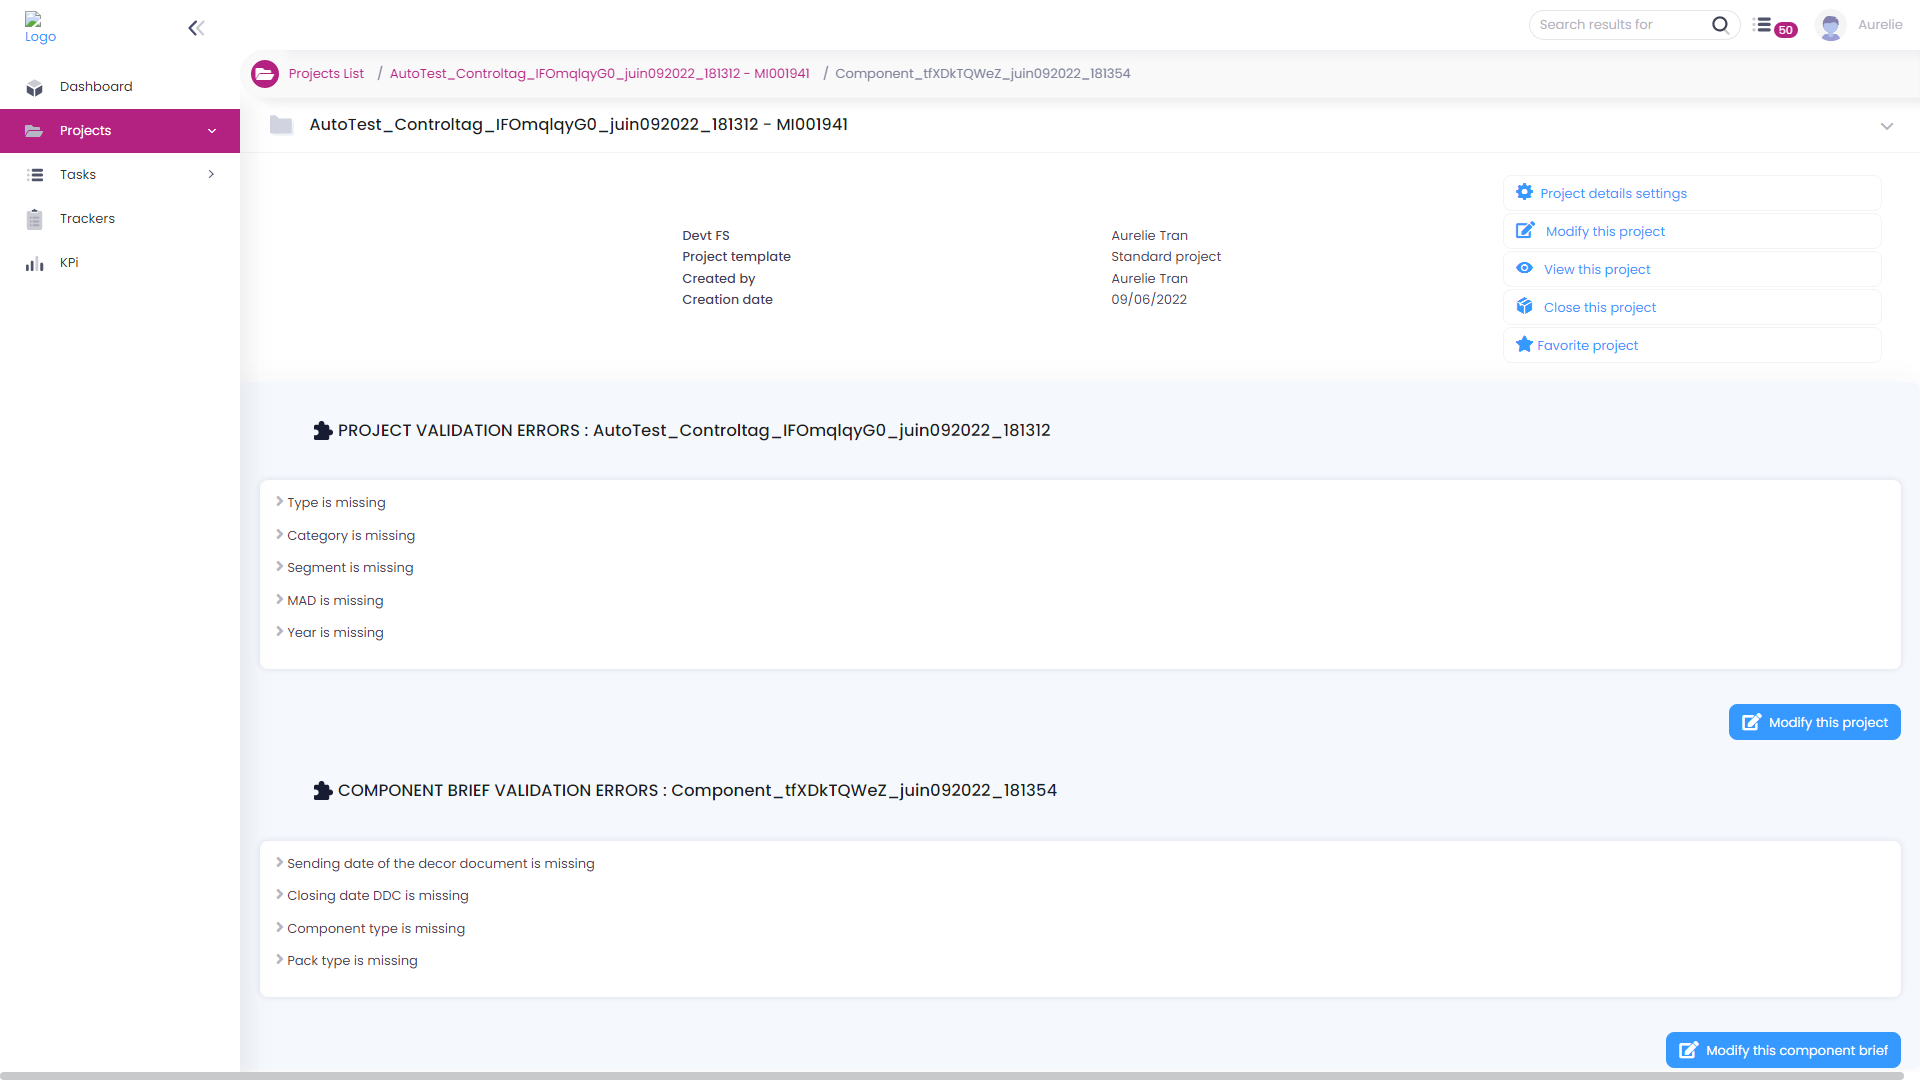 Logo
Search results for
50
Aurelie
Dashboard
Projects
Tasks
Trackers
KPi
Projects List / AutoTest_Controltag_IFOmqlqyG0_juin092022_181312 - MI001941 / Component_tfXDkTQWeZ_juin092022_181354
AutoTest_Controltag_IFOmqlqyG0_juin092022_181312 - MI001941
Devt FS Aurelie Tran
Project template Standard project
Created by Aurelie Tran
Creation date 09/06/2022
Project details settings
Modify this project
View this project
Close this project
Favorite project
PROJECT VALIDATION ERRORS : AutoTest_Controltag_IFOmqlqyG0_juin092022_181312
Type is missing
Category is missing
Segment is missing
MAD is missing
Year is missing
Modify this project
COMPONENT BRIEF VALIDATION ERRORS : Component_tfXDkTQWeZ_juin092022_181354
Sending date of the decor document is missing
Closing date DDC is missing
Component type is missing
Pack type is missing
Modify this component brief